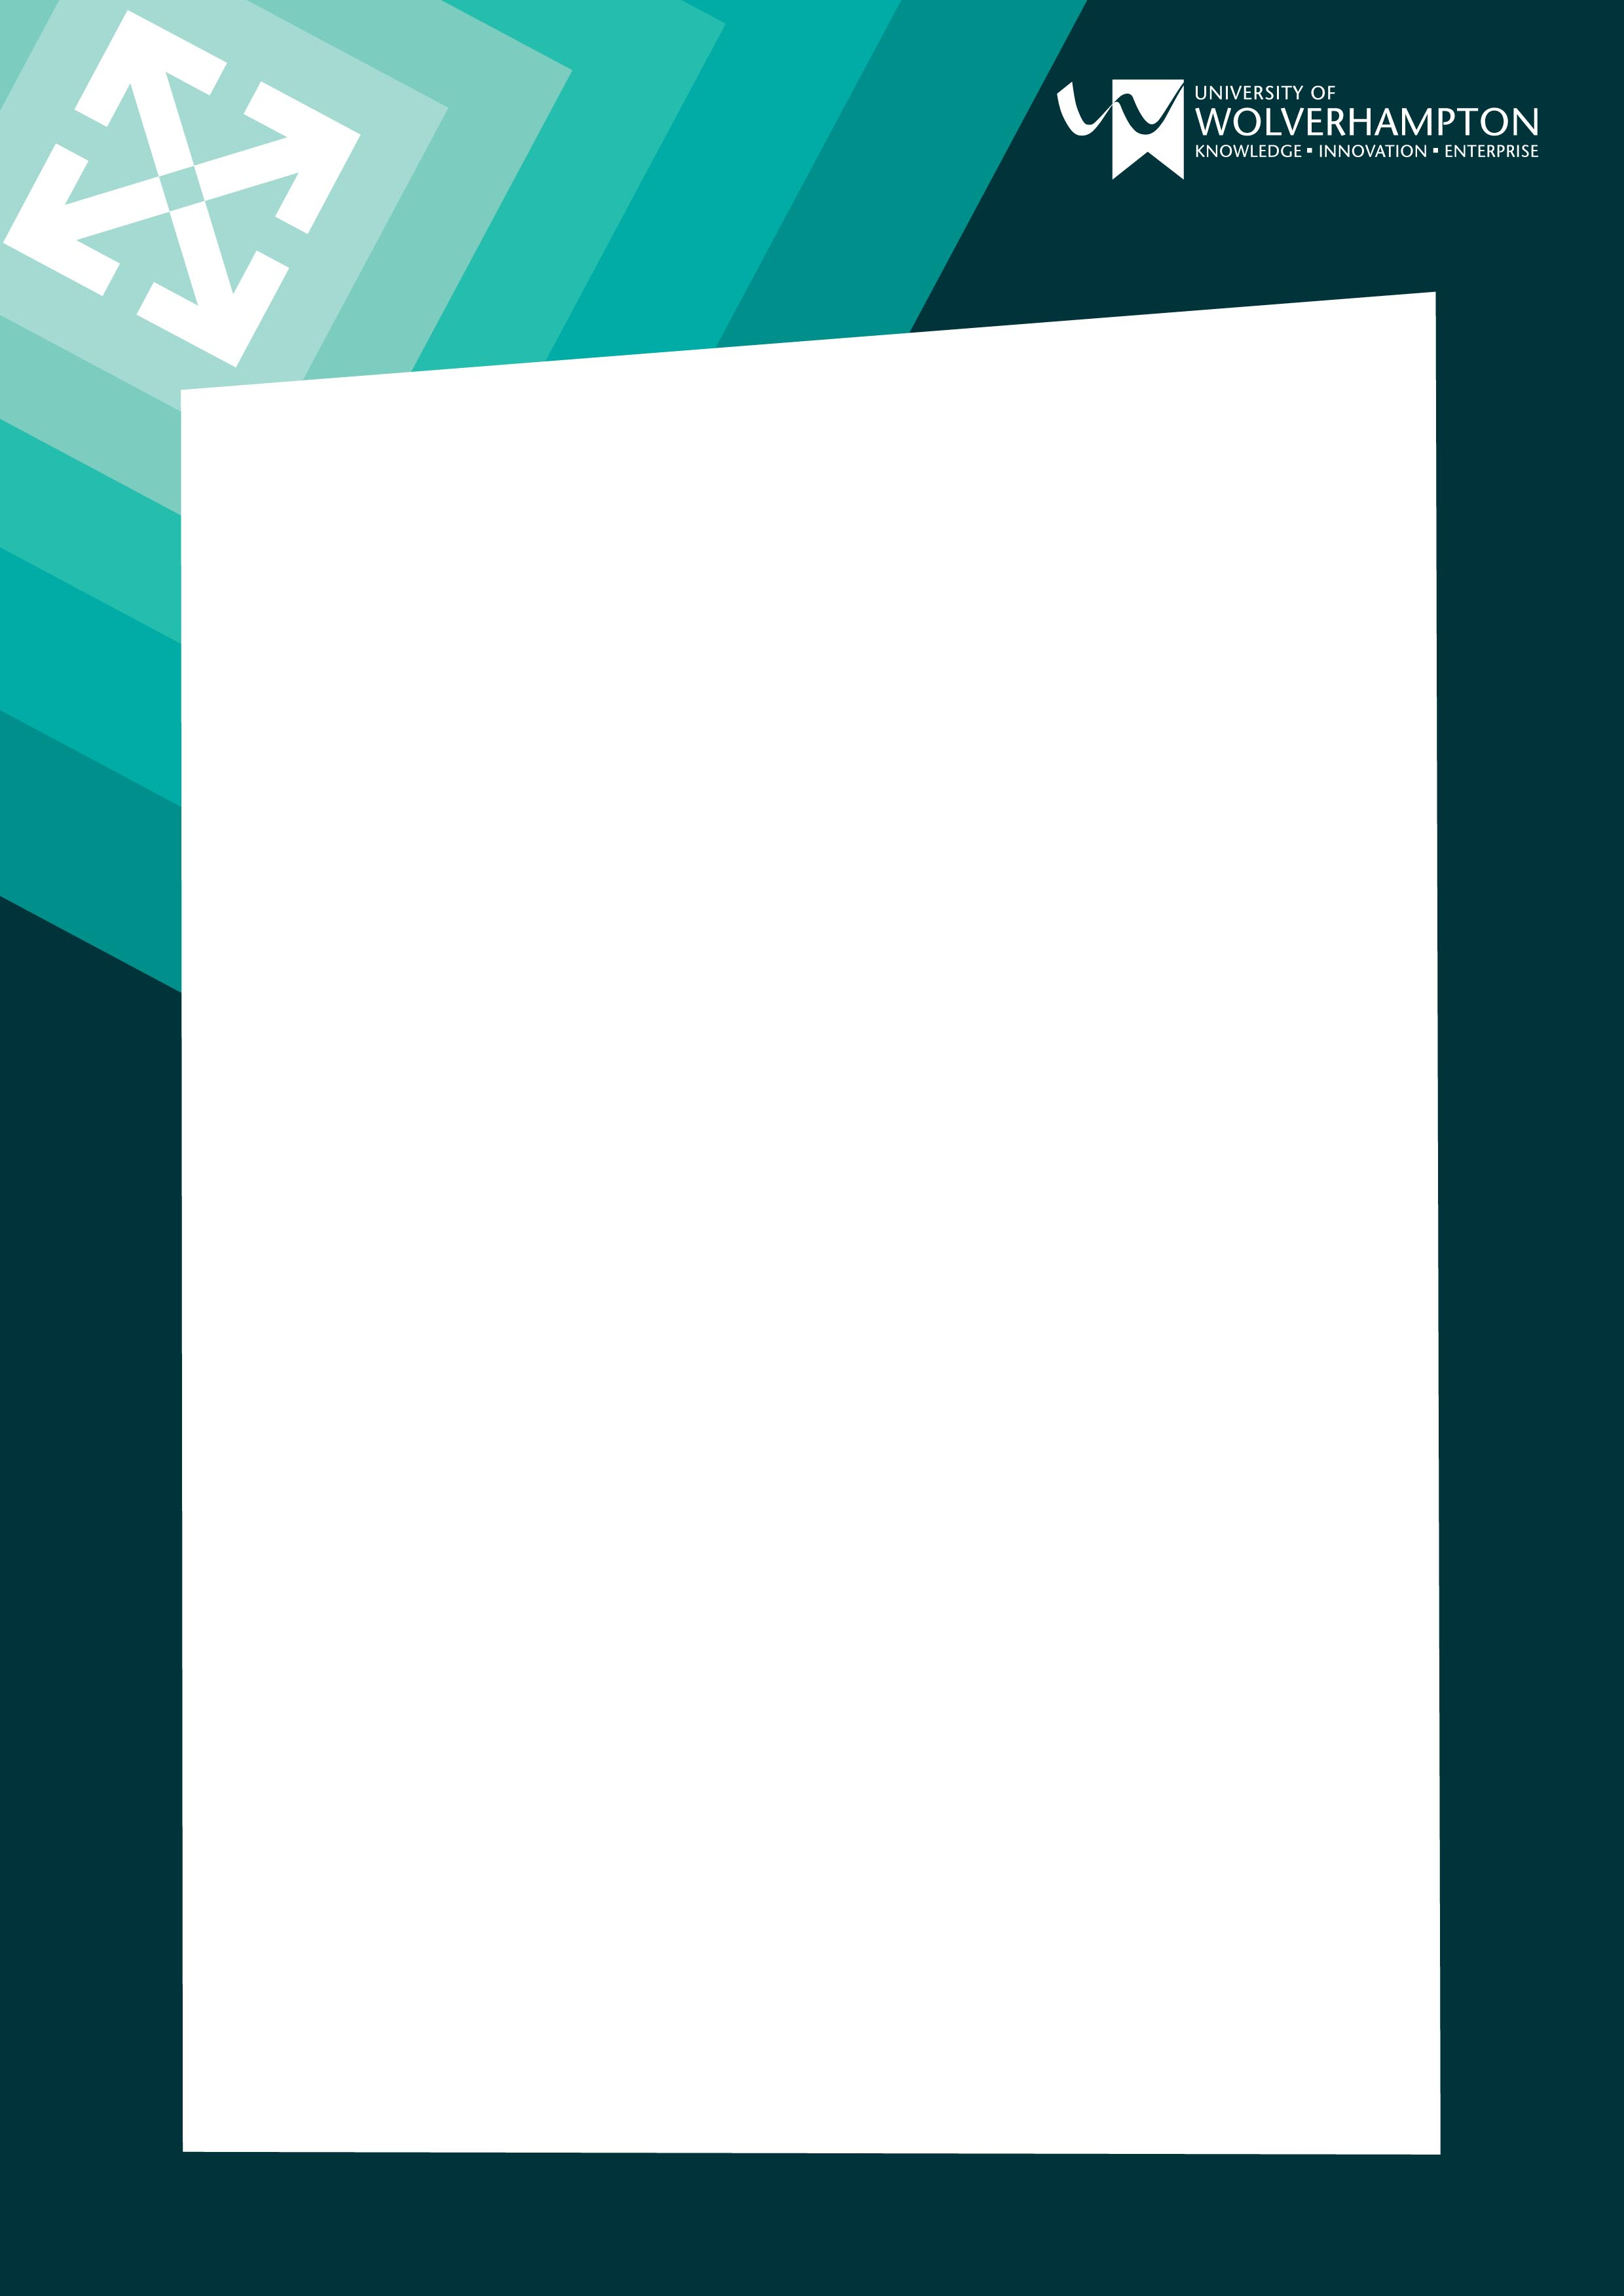 UNIVERSITY OF
WOLVERHAMPTON
KNOWLEDGE ▪ INNOVATION ▪ ENTERPRISE